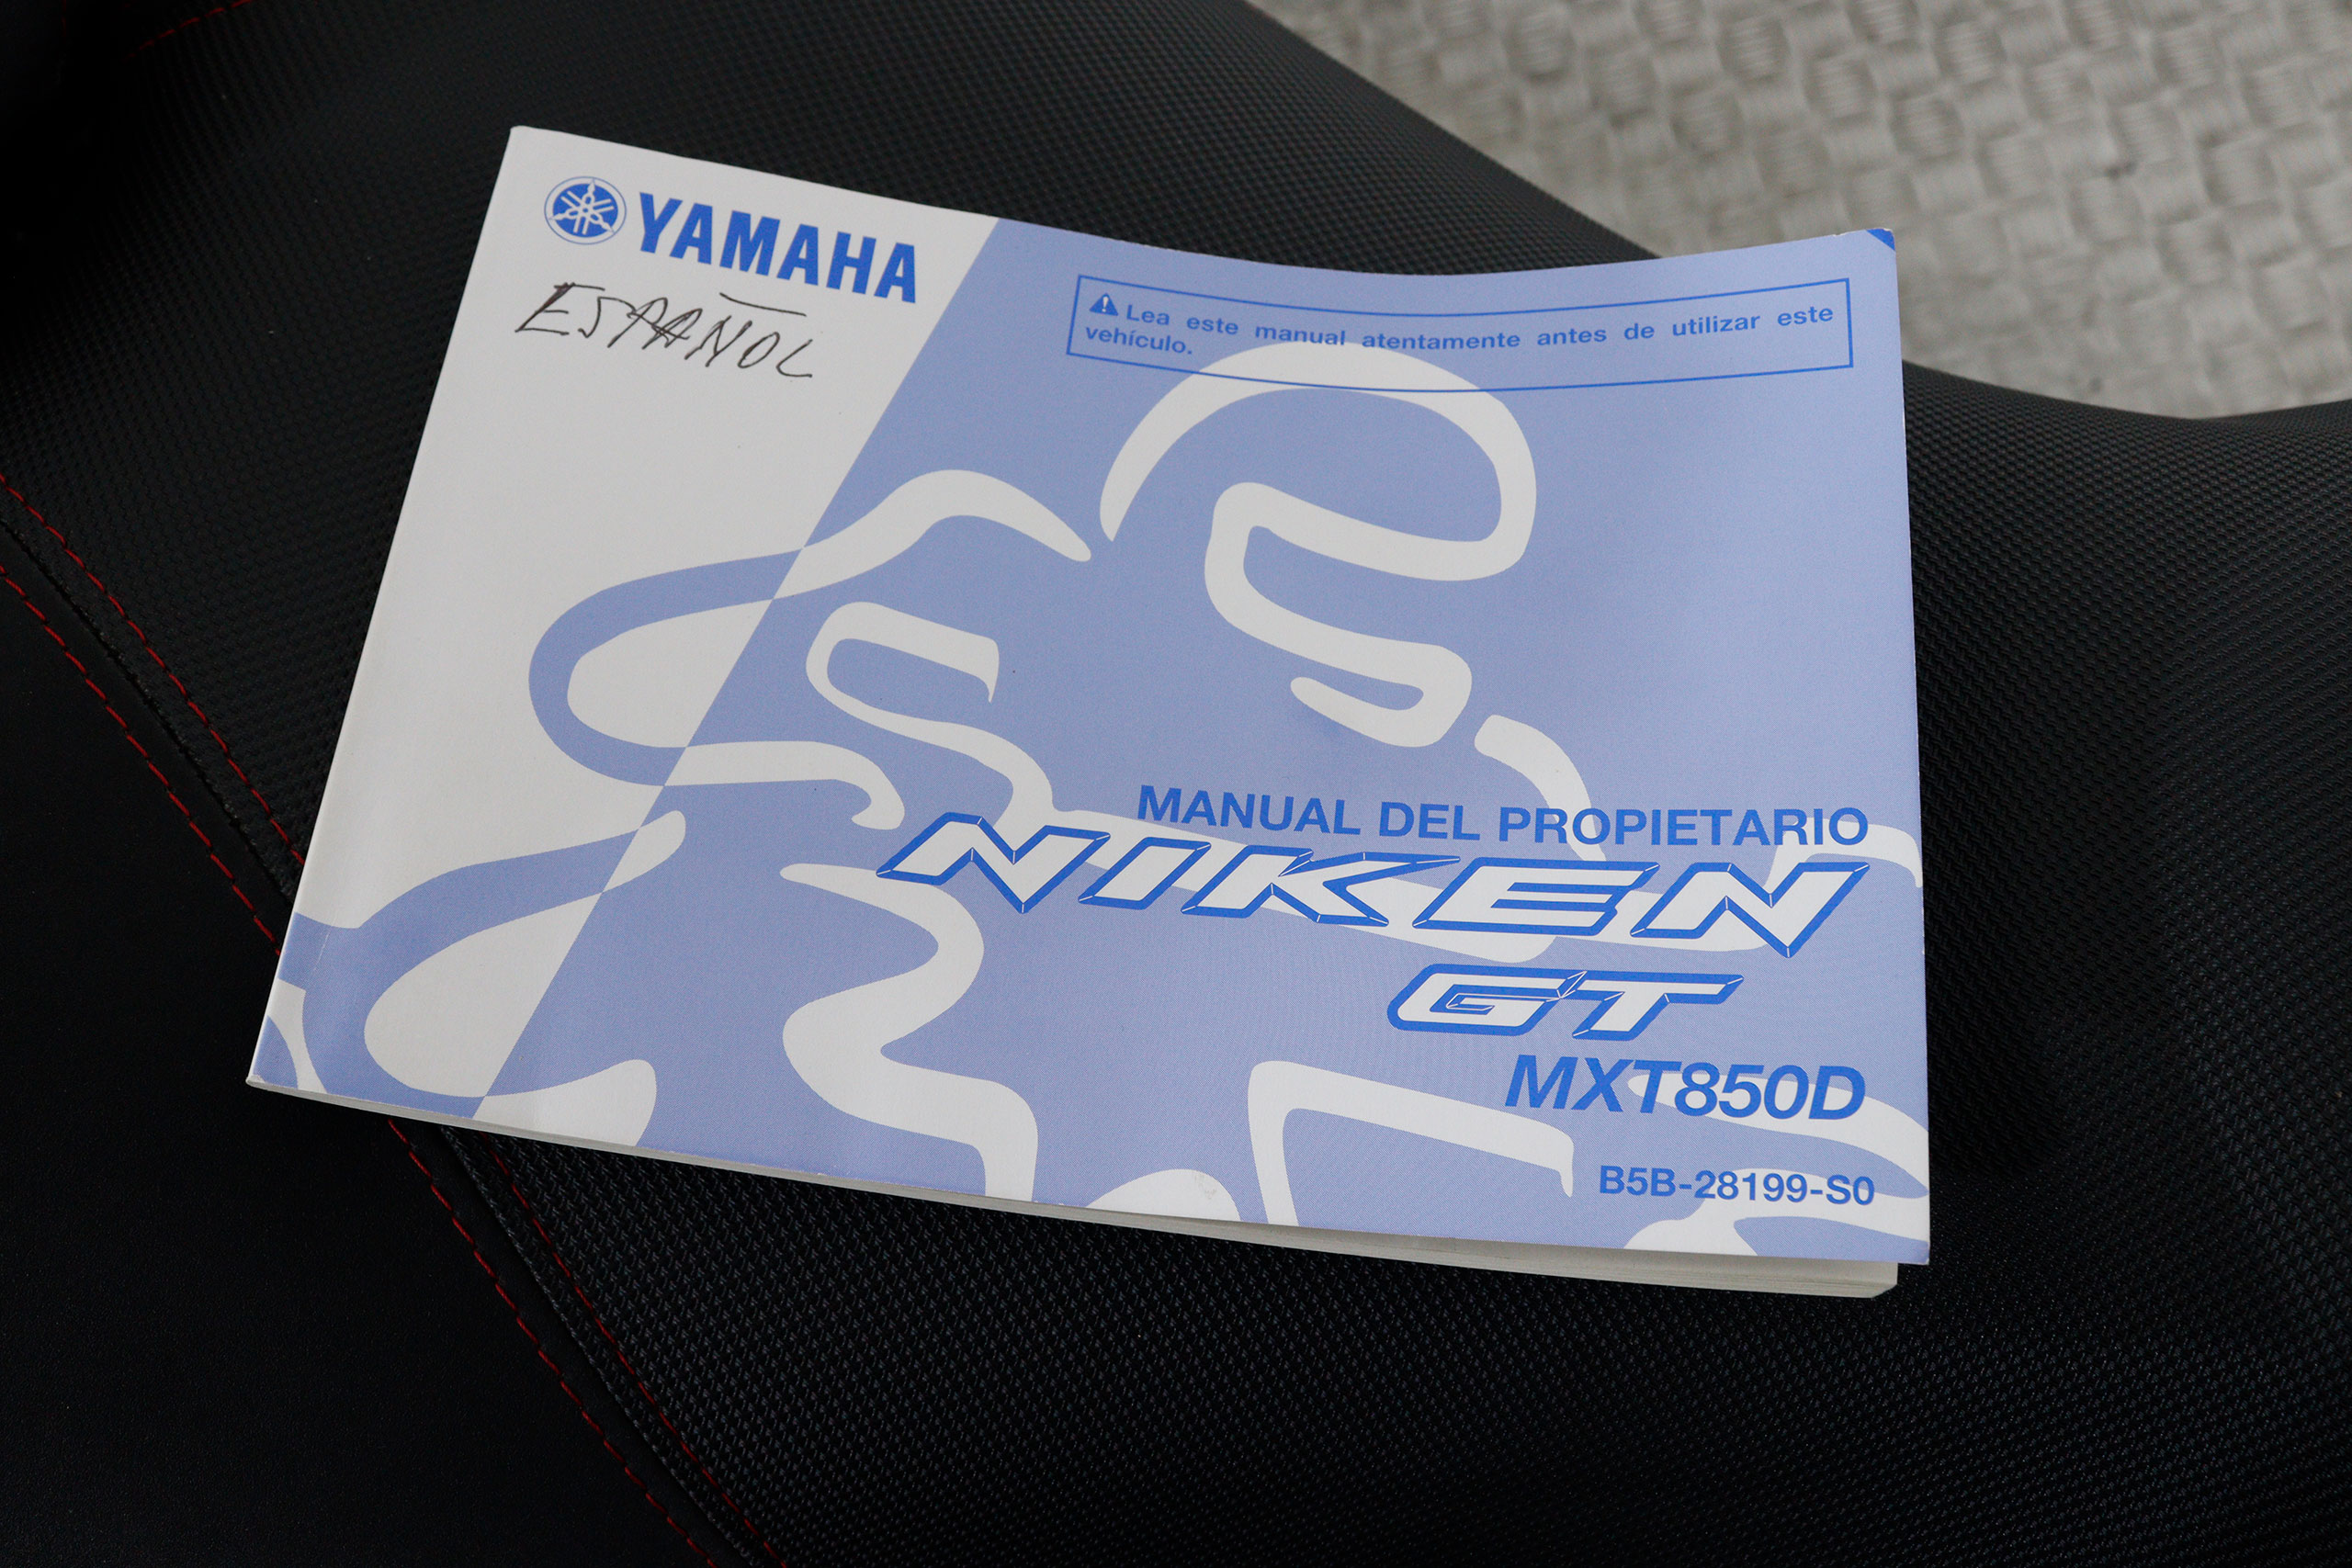 YAMAHA
ESPAÑOL
Lea este manual atentamente antes de utilizar este
vehículo.
MANUAL DEL PROPIETARIO
NIKEN
GT
MXT850D
B5B-28199-S0